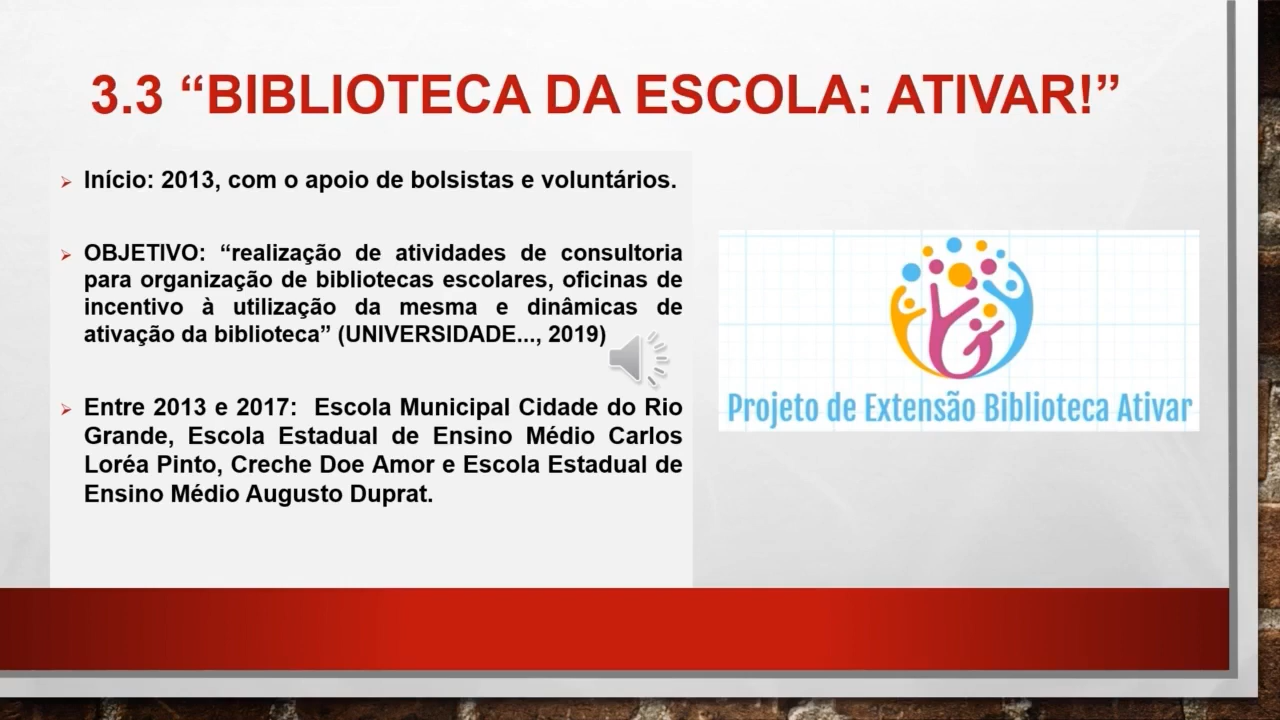 3.3 “BIBLIOTECA DA ESCOLA: ATIVAR!”
Início: 2013, com o apoio de bolsistas e voluntários.
OBJETIVO: “realização de atividades de consultoria
para organização de bibliotecas escolares, oficinas de
incentivo à utilização da mesma e dinâmicas de
ativação da biblioteca” (UNIVERSIDADE..., 2019)
Entre 2013 e 2017: Escola Municipal Cidade do Rio
Grande, Escola Estadual de Ensino Médio Carlos
Loréa Pinto, Creche Doe Amor e Escola Estadual de
Ensino Médio Augusto Duprat.
Projeto de Extensão Biblioteca Ativar